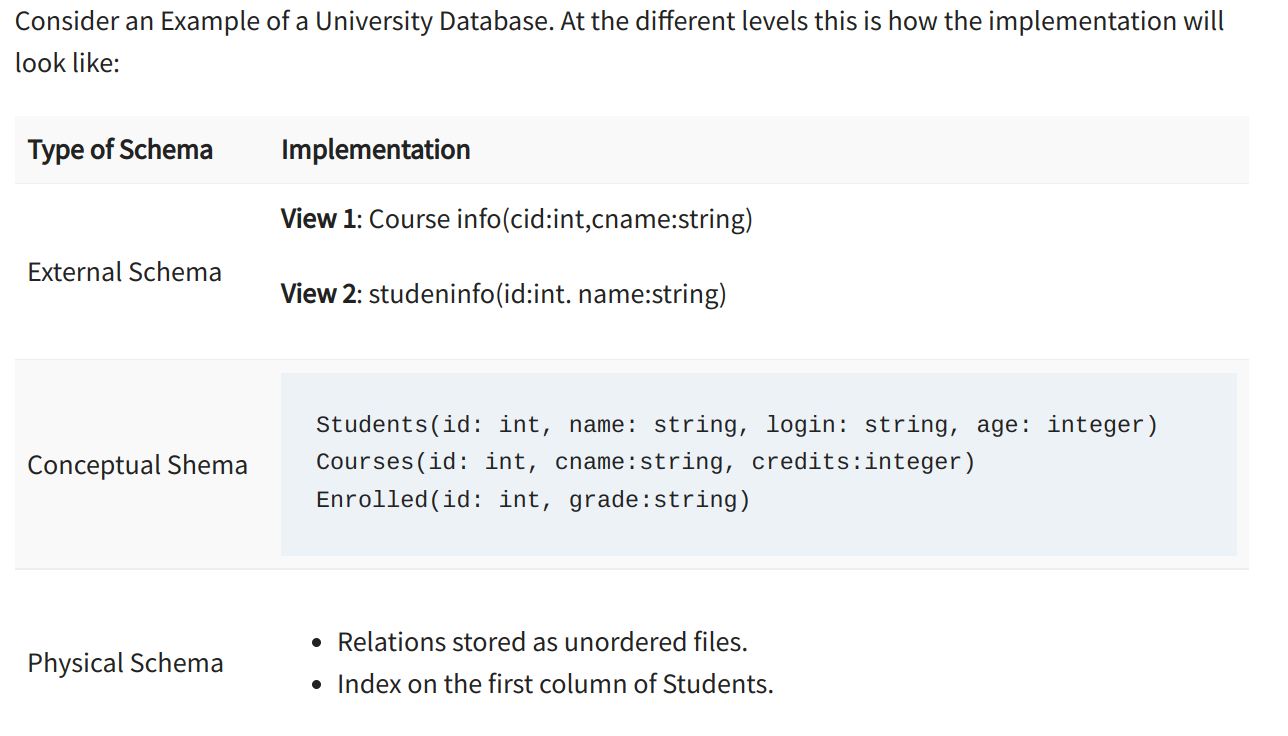 Consider an Example of a University Database. At the different levels this is how the implementation will
look like:
Type of Schema Implementation
View 1: Course info(cid:int,cname:string)
External Schema
View 2: studeninfo(id:int. name:string)
Students(id: int, name: string, login: string, age: integer)
Conceptual Shema
Courses(id: int, cname:string, credits:integer)
Enrolled(id: int, grade:string)
Physical Schema
• Relations stored as unordered files.
• Index on the first column of Students.